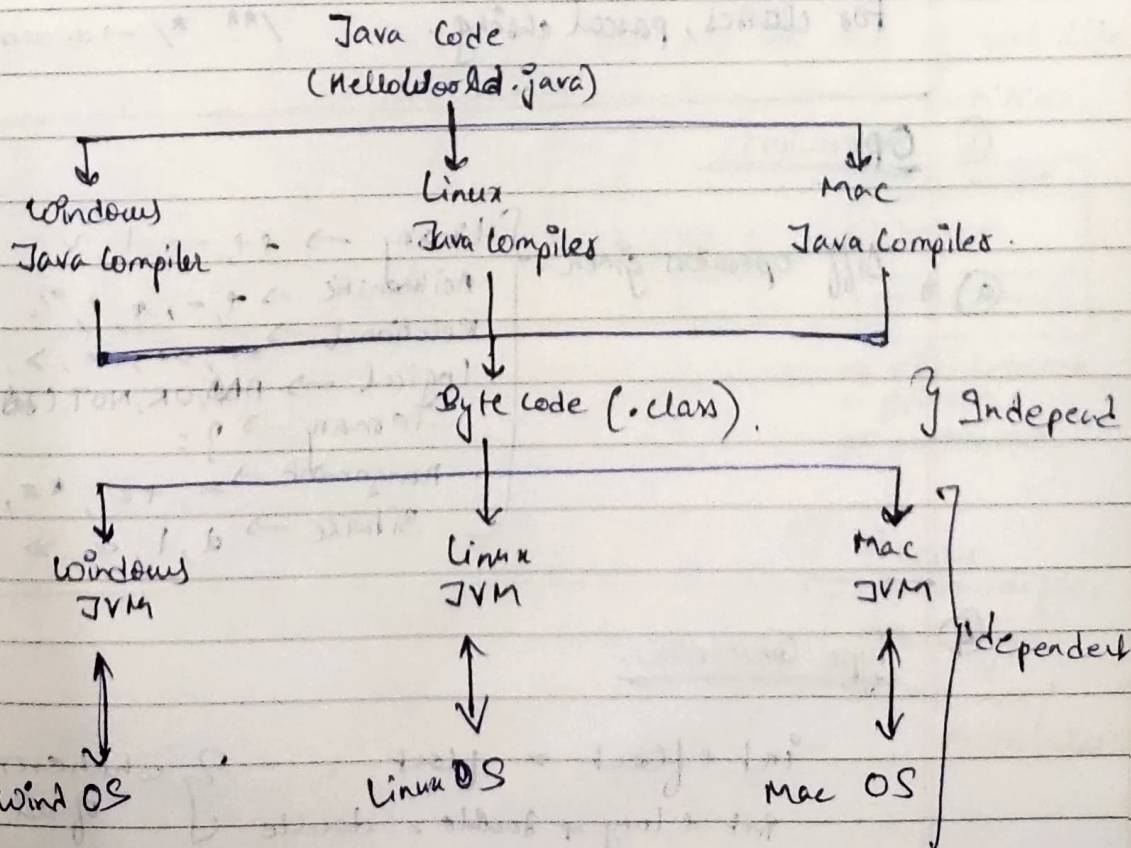 Java Code
(HelloWorld.java)
Windows
Java Compiler
Linux
Java Compiler
Mac
Java Compiler.
Byte Code (.class).
} Independ
Windows
JVM
Linux
JVM
Mac
JVM
dependent
Wind OS
Linux OS
Mac OS